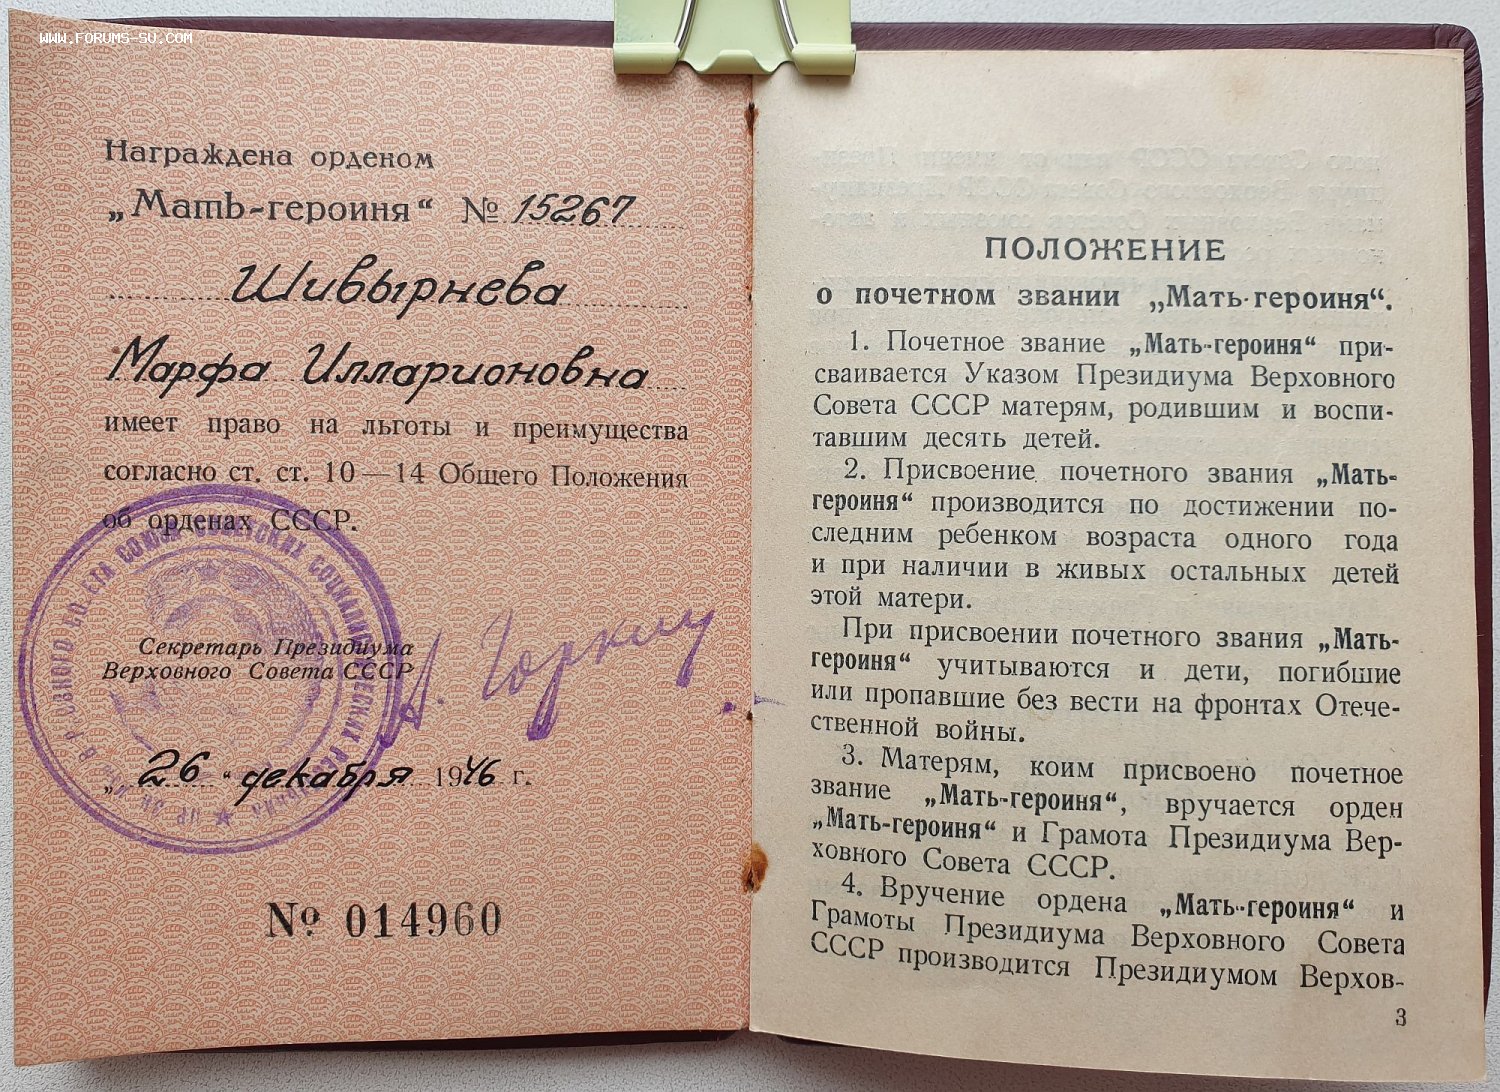 WWW.FORUMS-SU.COM
Награждена орденом
„Мать-героиня“ № 15267
Шивырнева
Марфа Илларионовна
имеет право на льготы и преимущества
согласно ст. ст. 10—14 Общего Положения
об орденах СССР.
Секретарь Президиума
Верховного Совета СССР
А. Горкин
„26“ декабря 1946 г.
№ 014960
ПОЛОЖЕНИЕ
о почетном звании „Мать-героиня“.
1. Почетное звание „Мать-героиня“ при-
сваивается Указом Президиума Верховного
Совета СССР матерям, родившим и воспи-
тавшим десять детей.
2. Присвоение почетного звания „Мать-
героиня“ производится по достижении по-
следним ребенком возраста одного года
и при наличии в живых остальных детей
этой матери.
При присвоении почетного звания „Мать-
героиня“ учитываются и дети, погибшие
или пропавшие без вести на фронтах Отече-
ственной войны.
3. Матерям, коим присвоено почетное
звание „Мать-героиня“, вручается орден
„Мать-героиня“ и Грамота Президиума Вер-
ховного Совета СССР.
4. Вручение ордена „Мать-героиня“ и
Грамоты Президиума Верховного Совета
СССР производится Президиумом Верхов-
3